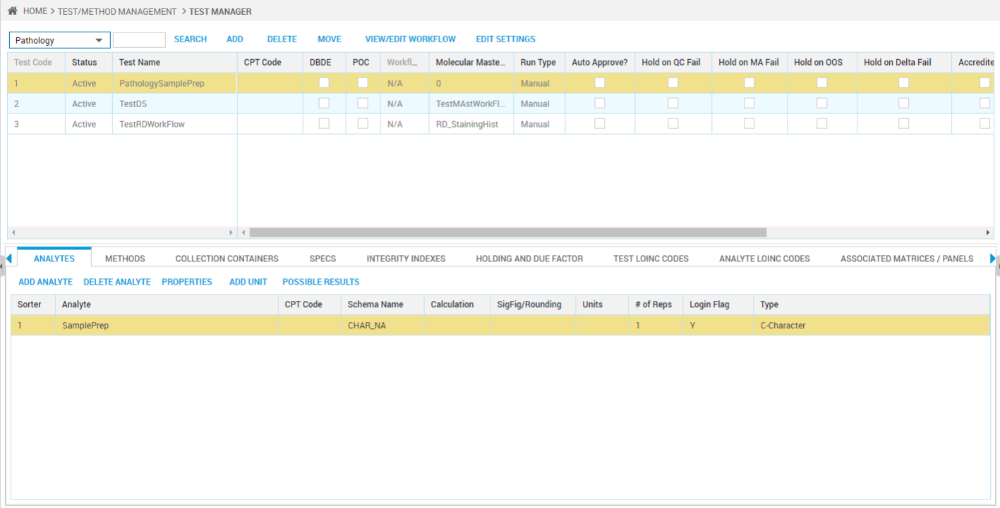 HOME > TEST/METHOD MANAGEMENT > TEST MANAGER
Pathology SEARCH ADD DELETE MOVE VIEW/EDIT WORKFLOW EDIT SETTINGS
Test Code Status Test Name CPT Code DBDE POC Workfl... Molecular Maste... Run Type Auto Approve? Hold on QC Fail Hold on MA Fail Hold on OOS Hold on Delta Fail Accredite
1 Active PathologySamplePrep N/A 0 Manual
2 Active TestDS N/A TestMAstWorkFl... Manual
3 Active TestRDWorkFlow N/A RD_StainingHist Manual
ANALYTES METHODS COLLECTION CONTAINERS SPECS INTEGRITY INDEXES HOLDING AND DUE FACTOR TEST LOINC CODES ANALYTE LOINC CODES ASSOCIATED MATRICES / PANELS
ADD ANALYTE DELETE ANALYTE PROPERTIES ADD UNIT POSSIBLE RESULTS
Sorter Analyte CPT Code Schema Name Calculation SigFig/Rounding Units # of Reps Login Flag Type
1 SamplePrep CHAR_NA 1 Y C-Character